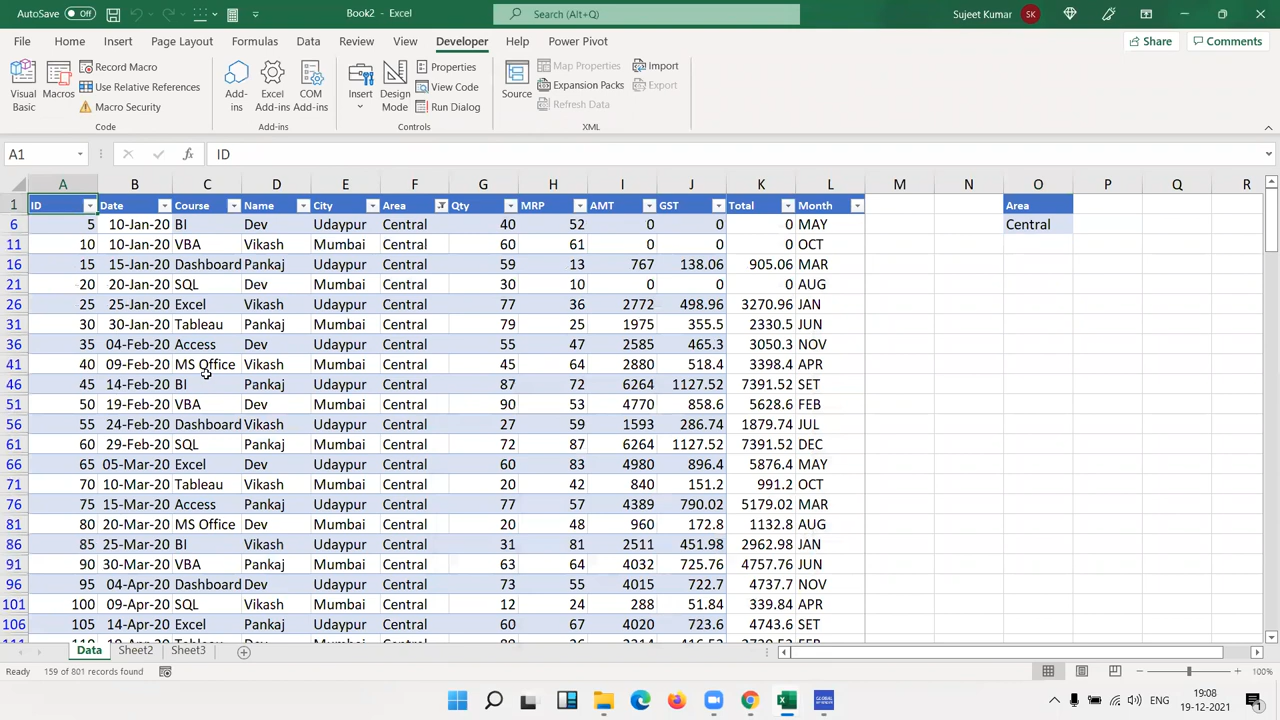 AutoSave Off Book2 - Excel Search (Alt+Q) Sujeet Kumar SK
File Home Insert Page Layout Formulas Data Review View Developer Help Power Pivot Share Comments
Visual Basic Macros Record Macro Use Relative References Macro Security Add-ins Excel Add-ins COM Add-ins Insert Design Mode Properties View Code Run Dialog Source Map Properties Expansion Packs Refresh Data Import Export
Code Add-ins Controls XML
A1 fx ID
A B C D E F G H I J K L M N O P Q R
1 ID Date Course Name City Area Qty MRP AMT GST Total Month Area
6 5 10-Jan-20 BI Dev Udaypur Central 40 52 0 0 0 MAY Central
11 10 10-Jan-20 VBA Vikash Mumbai Central 60 61 0 0 0 OCT
16 15 15-Jan-20 Dashboard Pankaj Udaypur Central 59 13 767 138.06 905.06 MAR
21 20 20-Jan-20 SQL Dev Mumbai Central 30 10 0 0 0 AUG
26 25 25-Jan-20 Excel Vikash Udaypur Central 77 36 2772 498.96 3270.96 JAN
31 30 30-Jan-20 Tableau Pankaj Mumbai Central 79 25 1975 355.5 2330.5 JUN
36 35 04-Feb-20 Access Dev Udaypur Central 55 47 2585 465.3 3050.3 NOV
41 40 09-Feb-20 MS Office Vikash Mumbai Central 45 64 2880 518.4 3398.4 APR
46 45 14-Feb-20 BI Pankaj Udaypur Central 87 72 6264 1127.52 7391.52 SET
51 50 19-Feb-20 VBA Dev Mumbai Central 90 53 4770 858.6 5628.6 FEB
56 55 24-Feb-20 Dashboard Vikash Udaypur Central 27 59 1593 286.74 1879.74 JUL
61 60 29-Feb-20 SQL Pankaj Mumbai Central 72 87 6264 1127.52 7391.52 DEC
66 65 05-Mar-20 Excel Dev Udaypur Central 60 83 4980 896.4 5876.4 MAY
71 70 10-Mar-20 Tableau Vikash Mumbai Central 20 42 840 151.2 991.2 OCT
76 75 15-Mar-20 Access Pankaj Udaypur Central 77 57 4389 790.02 5179.02 MAR
81 80 20-Mar-20 MS Office Dev Mumbai Central 20 48 960 172.8 1132.8 AUG
86 85 25-Mar-20 BI Vikash Udaypur Central 31 81 2511 451.98 2962.98 JAN
91 90 30-Mar-20 VBA Pankaj Mumbai Central 63 64 4032 725.76 4757.76 JUN
96 95 04-Apr-20 Dashboard Dev Udaypur Central 73 55 4015 722.7 4737.7 NOV
101 100 09-Apr-20 SQL Vikash Mumbai Central 12 24 288 51.84 339.84 APR
106 105 14-Apr-20 Excel Pankaj Udaypur Central 60 67 4020 723.6 4743.6 SET
Data Sheet2 Sheet3
Ready 159 of 801 records found 100%
ENG 19:08
19-12-2021